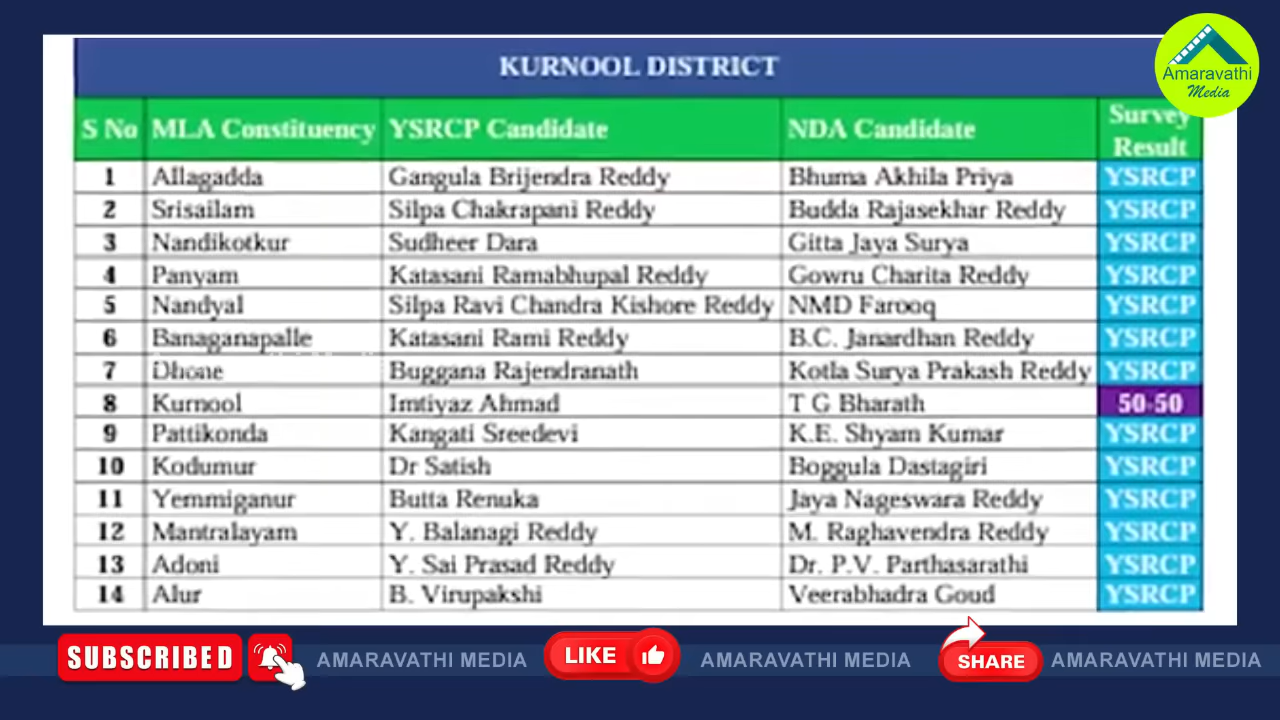 KURNOOL DISTRICT
Amaravathi
Media
S No MLA Constituency YSRCP Candidate NDA Candidate Survey Result
1 Allagadda Gangula Brijendra Reddy Bhuma Akhila Priya YSRCP
2 Srisailam Silpa Chakrapani Reddy Budda Rajasekhar Reddy YSRCP
3 Nandikotkur Sudheer Dara Gitta Jaya Surya YSRCP
4 Panyam Katasani Ramabhupal Reddy Gowru Charita Reddy YSRCP
5 Nandyal Silpa Ravi Chandra Kishore Reddy NMD Farooq YSRCP
6 Banaganapalle Katasani Rami Reddy B.C. Janardhan Reddy YSRCP
7 Dhone Buggana Rajendranath Kotla Surya Prakash Reddy YSRCP
8 Kurnool Imtiyaz Ahmad T G Bharath 50-50
9 Pattikonda Kangati Sreedevi K.E. Shyam Kumar YSRCP
10 Kodumur Dr Satish Boggula Dastagiri YSRCP
11 Yemmiganur Butta Renuka Jaya Nageswara Reddy YSRCP
12 Mantralayam Y. Balanagi Reddy M. Raghavendra Reddy YSRCP
13 Adoni Y. Sai Prasad Reddy Dr. P.V. Parthasarathi YSRCP
14 Alur B. Virupakshi Veerabhadra Goud YSRCP
SUBSCRIBED AMARAVATHI MEDIA LIKE AMARAVATHI MEDIA SHARE AMARAVATHI MEDIA